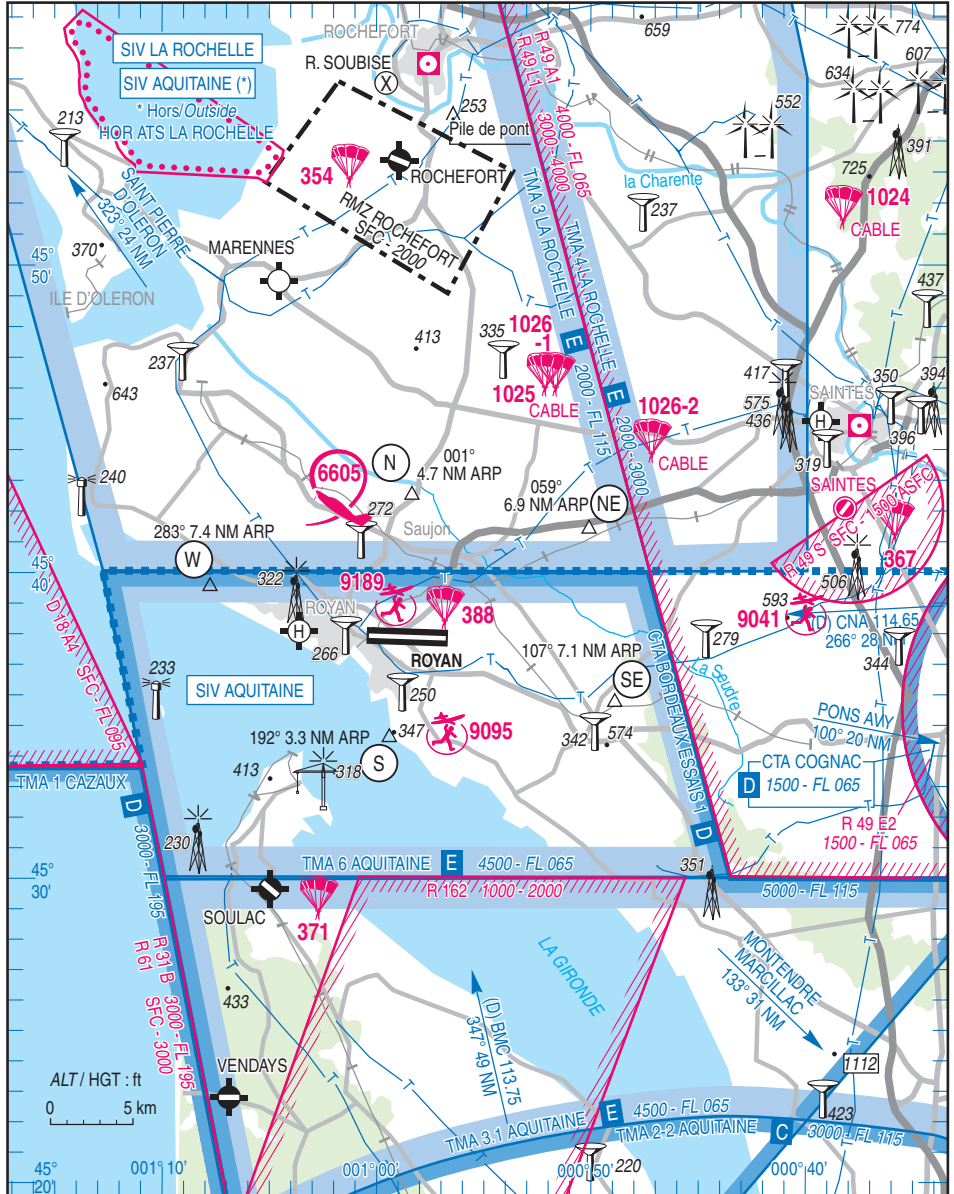 ROCHEFORT
659
774
SIV LA ROCHELLE
SIV AQUITAINE (*)
* Hors/Outside
HOR ATS LA ROCHELLE
R. SOUBISE
X
253
Pile de pont
213
354
ROCHEFORT
RMZ ROCHEFORT
SFC - 2000
R 49 A1
4000 - FL 065
R 49 L1
3000 - 4000
TMA 3 LA ROCHELLE
E
2000 - FL 115
TMA 4 LA ROCHELLE
E
2000 - 3000
607
634
552
391
725
1024
CABLE
la Charente
237
SAINT PIERRE
D'OLERON
323° 24 NM
MARENNES
45°
50'
370
ILE D'OLERON
437
413
335
1026
-1
1025
CABLE
237
643
417
575
436
350
394
SAINTES
H
396
319
1026-2
CABLE
240
6605
N
001°
4.7 NM ARP
272
Saujon
059°
6.9 NM ARP
NE
SAINTES
R 49 S SFC - 1500 ASFC
367
506
283° 7.4 NM ARP
W
45°
40'
322
9189
388
ROYAN
H
266
ROYAN
593
9041
(D) CNA 114.65
266° 28 NM
344
279
D 18 A4 SFC - FL 095
233
SIV AQUITAINE
107° 7.1 NM ARP
SE
250
347
9095
342
574
CTA BORDEAUX ESSAIS 1
D
La Seudre
PONS AVY
100° 20 NM
CTA COGNAC
D
1500 - FL 065
R 49 E2
1500 - FL 065
192° 3.3 NM ARP
S
413
318
TMA 1 CAZAUX
D
3000 - FL 195
230
TMA 6 AQUITAINE
E
4500 - FL 065
351
45°
30'
R 162 1000 - 2000
5000 - FL 115
SOULAC
371
R 31 B 3000 - FL 195
R 61 SFC - 3000
LA GIRONDE
MONTENDRE
MARCILLAC
133° 31 NM
433
(D) BMC 113.75
347° 49 NM
VENDAYS
1112
ALT / HGT : ft
0 5 km
423
TMA 3.1 AQUITAINE
E
4500 - FL 065
TMA 2-2 AQUITAINE
C
3000 - FL 115
220
45°
20'
001° 10'
001° 00'
000° 50'
000° 40'
T